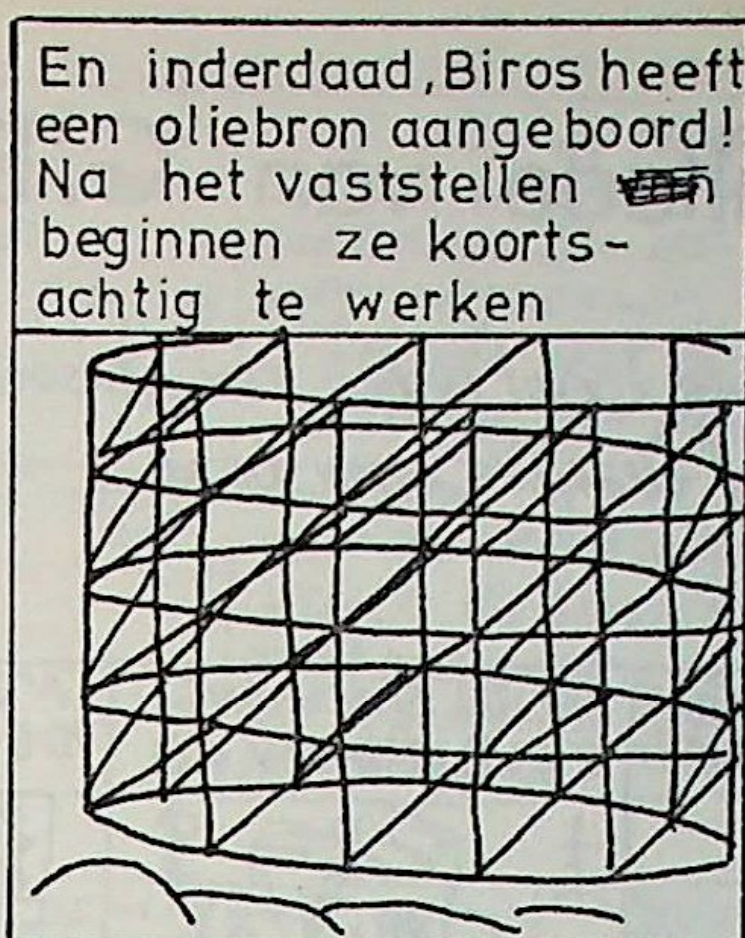 En inderdaad, Biros heeft
een oliebron aangeboord!
Na het vaststellen
beginnen ze koorts-
achtig te werken